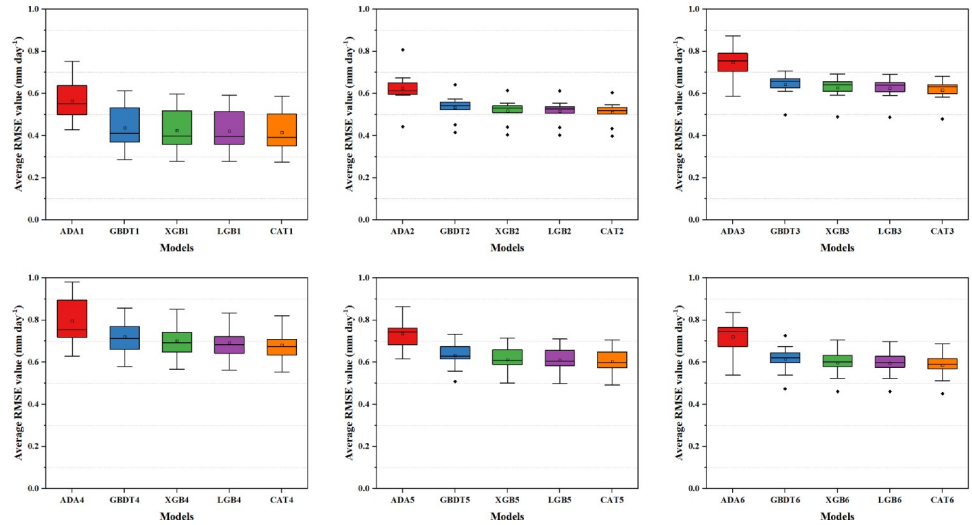 1.0
0.8
0.6
0.4
0.2
0.0
Average RMSE value (mm day-1)
ADA1 GBDT1 XGB1 LGB1 CAT1
Models
1.0
0.8
0.6
0.4
0.2
0.0
Average RMSE value (mm day-1)
ADA2 GBDT2 XGB2 LGB2 CAT2
Models
1.0
0.8
0.6
0.4
0.2
0.0
Average RMSE value (mm day-1)
ADA3 GBDT3 XGB3 LGB3 CAT3
Models
1.0
0.8
0.6
0.4
0.2
0.0
Average RMSE value (mm day-1)
ADA4 GBDT4 XGB4 LGB4 CAT4
Models
1.0
0.8
0.6
0.4
0.2
0.0
Average RMSE value (mm day-1)
ADA5 GBDT5 XGB5 LGB5 CAT5
Models
1.0
0.8
0.6
0.4
0.2
0.0
Average RMSE value (mm day-1)
ADA6 GBDT6 XGB6 LGB6 CAT6
Models